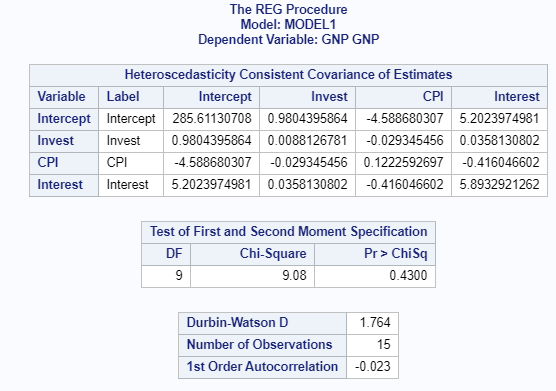 The REG Procedure
Model: MODEL1
Dependent Variable: GNP GNP
Heteroscedasticity Consistent Covariance of Estimates
Variable Label Intercept Invest CPI Interest
Intercept Intercept 285.61130708 0.9804395864 -4.588680307 5.2023974981
Invest Invest 0.9804395864 0.0088126781 -0.029345456 0.0358130802
CPI CPI -4.588680307 -0.029345456 0.1222592697 -0.416046602
Interest Interest 5.2023974981 0.0358130802 -0.416046602 5.8932921262
Test of First and Second Moment Specification
DF Chi-Square Pr > ChiSq
9 9.08 0.4300
Durbin-Watson D 1.764
Number of Observations 15
1st Order Autocorrelation -0.023